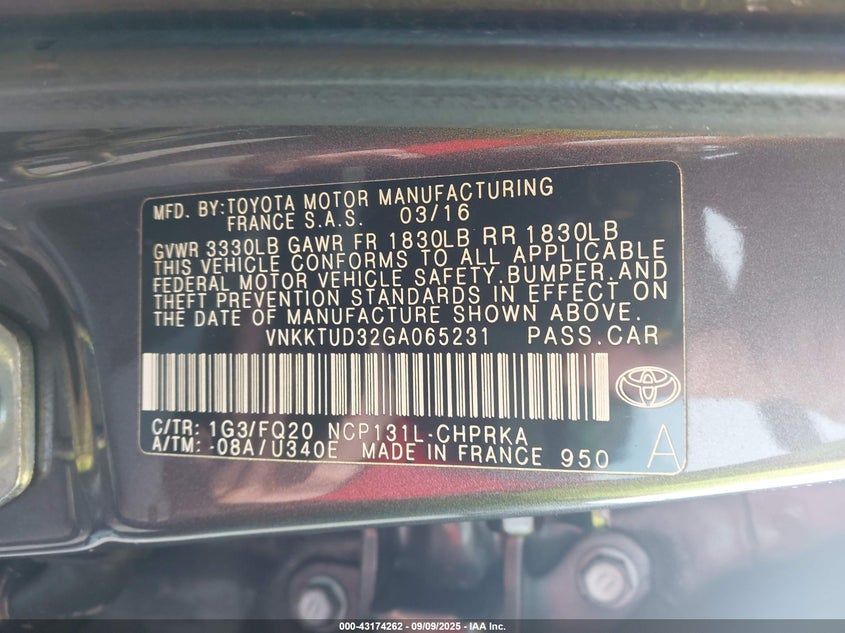 MFD. BY:TOYOTA MOTOR MANUFACTURING
FRANCE S.A.S. 03/16
GVWR 3330LB GAWR FR 1830LB RR 1830LB
THIS VEHICLE CONFORMS TO ALL APPLICABLE
FEDERAL MOTOR VEHICLE SAFETY.BUMPER.AND
THEFT PREVENTION STANDARDS IN EFFECT ON
THE DATE OF MANUFACTURE SHOWN ABOVE.
VNKKTUD32GA065231 PASS.CAR
C/TR: 1G3/FQ20 NCP131L-CHPRKA
A/TM: -08A/U340E MADE IN FRANCE 950 A
000-43174262 - 09/09/2025 - IAA Inc.